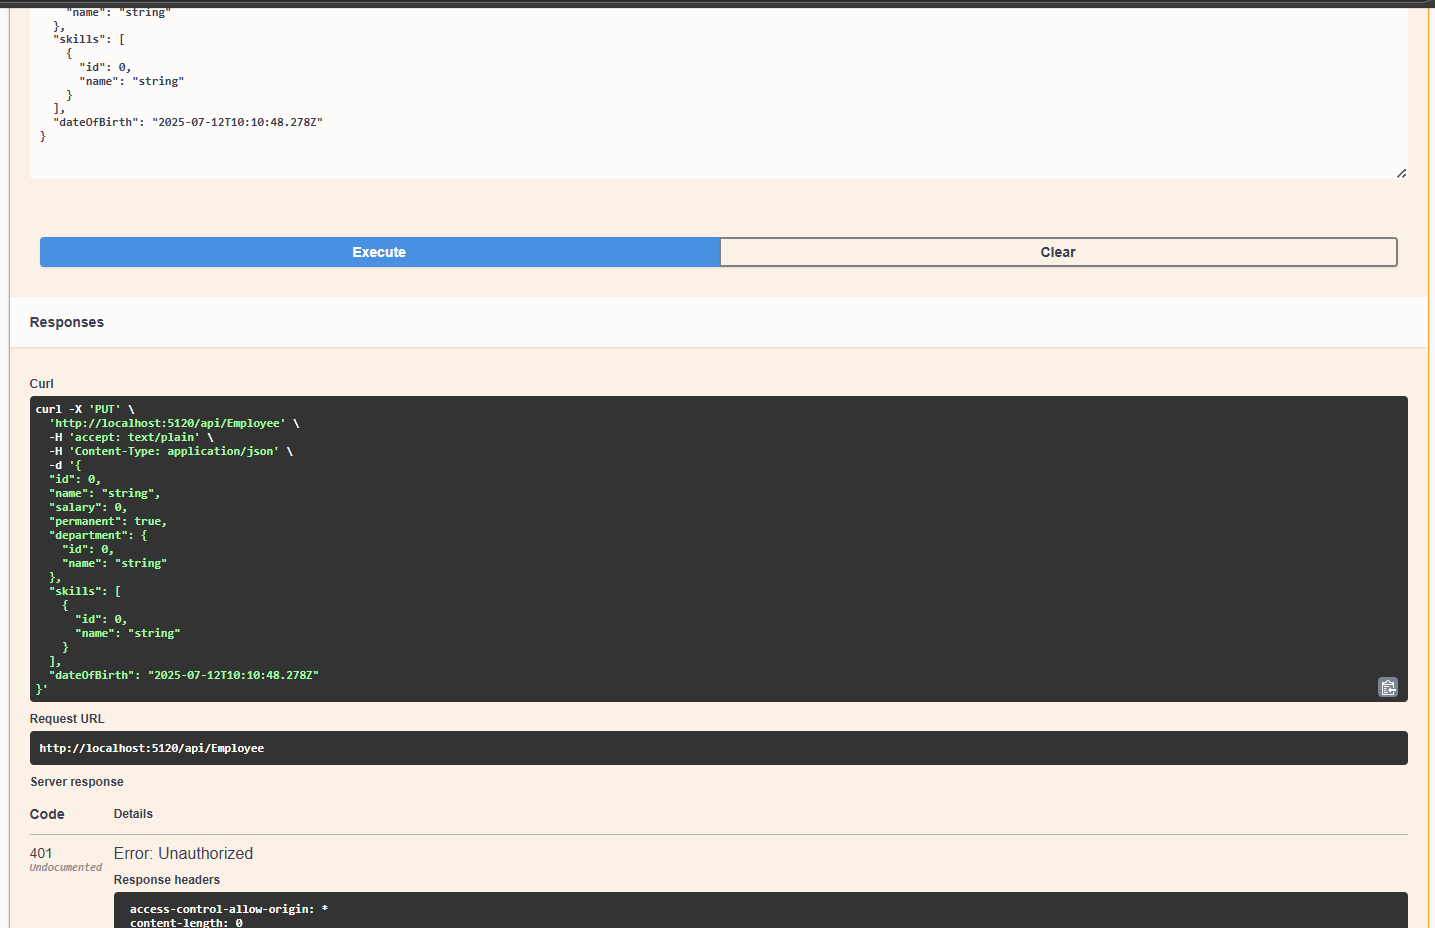 "name": "string"
},
"skills": [
{
"id": 0,
"name": "string"
}
],
"dateOfBirth": "2025-07-12T10:10:48.278Z"
}
Execute
Clear
Responses
Curl
curl -X 'PUT' \
'http://localhost:5120/api/Employee' \
-H 'accept: text/plain' \
-H 'Content-Type: application/json' \
-d '{
"id": 0,
"name": "string",
"salary": 0,
"permanent": true,
"department": {
"id": 0,
"name": "string"
},
"skills": [
{
"id": 0,
"name": "string"
}
],
"dateOfBirth": "2025-07-12T10:10:48.278Z"
}'
Request URL
http://localhost:5120/api/Employee
Server response
Code
Details
401
Undocumented
Error: Unauthorized
Response headers
access-control-allow-origin: *
content-length: 0